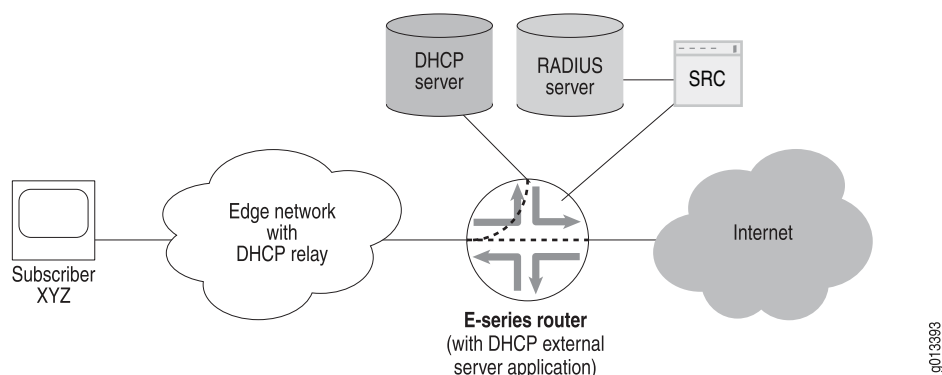 DHCP
server
RADIUS
server
SRC
Edge network
with
DHCP relay
Internet
Subscriber
XYZ
E-series router
(with DHCP external
server application)
g013393